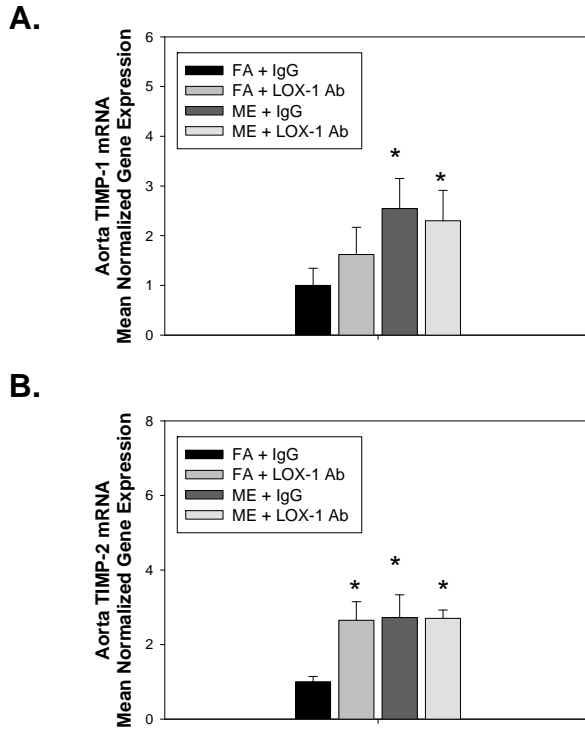 A.
Aorta TIMP-1 mRNA
Mean Normalized Gene Expression
6
5
4
3
2
1
0
FA + IgG
FA + LOX-1 Ab
ME + IgG
ME + LOX-1 Ab
* *
B.
Aorta TIMP-2 mRNA
Mean Normalized Gene Expression
8
6
4
2
0
FA + IgG
FA + LOX-1 Ab
ME + IgG
ME + LOX-1 Ab
* * *